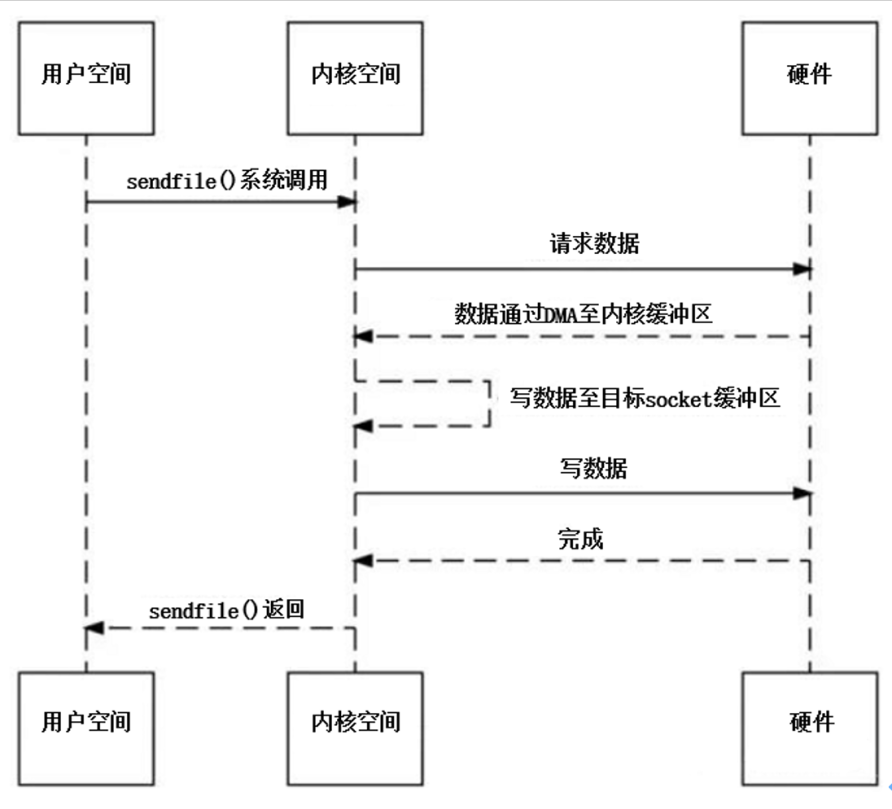 用户空间
内核空间
硬件
sendfile()系统调用
请求数据
数据通过DMA至内核缓冲区
写数据至目标socket缓冲区
写数据
完成
sendfile()返回
用户空间
内核空间
硬件